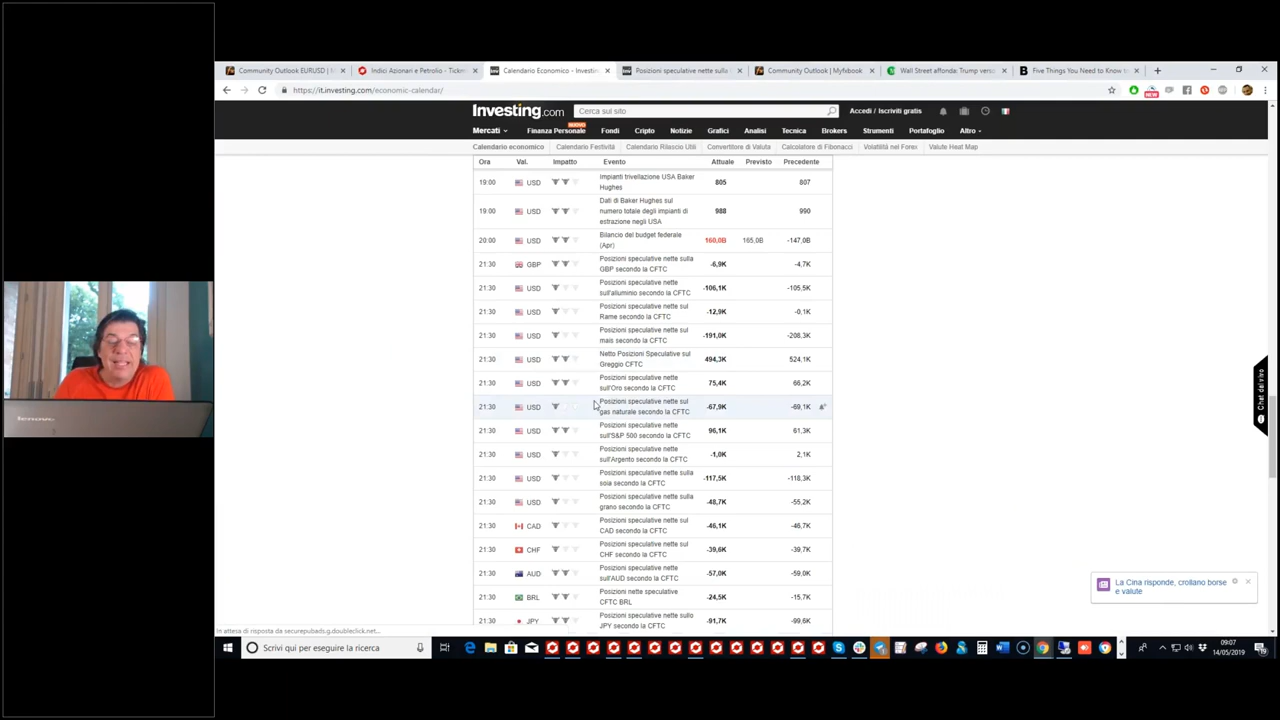 Community Outlook EURUSD | M
Indici Azionari e Petrolio - Tickm
Calendario Economico - Investin
Posizioni speculative nette sulla
Community Outlook | Myfxbook
Wall Street affonda: Trump vers
Five Things You Need to Know to
https://it.investing.com/economic-calendar/
Investing.com
Cerca sul sito
Accedi / Iscriviti gratis
NUOVO
Mercati
Finanza Personale
Fondi
Cripto
Notizie
Grafici
Analisi
Tecnica
Brokers
Strumenti
Portafoglio
Altro
Calendario economico
Calendario Festività
Calendario Rilascio Utili
Convertitore di Valuta
Calcolatore di Fibonacci
Volatilità nel Forex
Valute Heat Map
Ora Val. Impatto Evento Attuale Previsto Precedente
19:00 USD Impianti trivellazione USA Baker 805 807
Hughes
Dati di Baker Hughes sul
19:00 USD numero totale degli impianti di 988 990
estrazione negli USA
20:00 USD Bilancio del budget federale 160,0B 165,0B -147,0B
(Apr)
21:30 GBP Posizioni speculative nette sulla -6,9K -4,7K
GBP secondo la CFTC
21:30 USD Posizioni speculative nette -106,1K -105,5K
sull'alluminio secondo la CFTC
21:30 USD Posizioni speculative nette sul -12,9K -0,1K
Rame secondo la CFTC
21:30 USD Posizioni speculative nette sul -191,0K -208,3K
mais secondo la CFTC
21:30 USD Netto Posizioni Speculative sul 494,3K 524,1K
Greggio CFTC
21:30 USD Posizioni speculative nette 75,4K 66,2K
sull'Oro secondo la CFTC
21:30 USD Posizioni speculative nette sul -67,9K -69,1K
gas naturale secondo la CFTC
21:30 USD Posizioni speculative nette 96,1K 61,3K
sull'S&P 500 secondo la CFTC
21:30 USD Posizioni speculative nette -1,0K 2,1K
sull'Argento secondo la CFTC
21:30 USD Posizioni speculative nette sulla -117,5K -118,3K
soia secondo la CFTC
21:30 USD Posizioni speculative nette sulla -48,7K -55,2K
grano secondo la CFTC
21:30 CAD Posizioni speculative nette sul -46,1K -46,7K
CAD secondo la CFTC
21:30 CHF Posizioni speculative nette sul -39,6K -39,7K
CHF secondo la CFTC
21:30 AUD Posizioni speculative nette -57,0K -59,0K
sull'AUD secondo la CFTC
21:30 BRL Posizioni nette speculative -24,5K -15,7K
CFTC BRL
21:30 JPY Posizioni speculative nette sullo -91,7K -99,6K
JPY secondo la CFTC
Chat dal vivo
La Cina risponde, crollano borse
e valute
In attesa di risposta da securepubads.g.doubleclick.net...
lenovo
Scrivi qui per eseguire la ricerca
09:07
14/05/2019